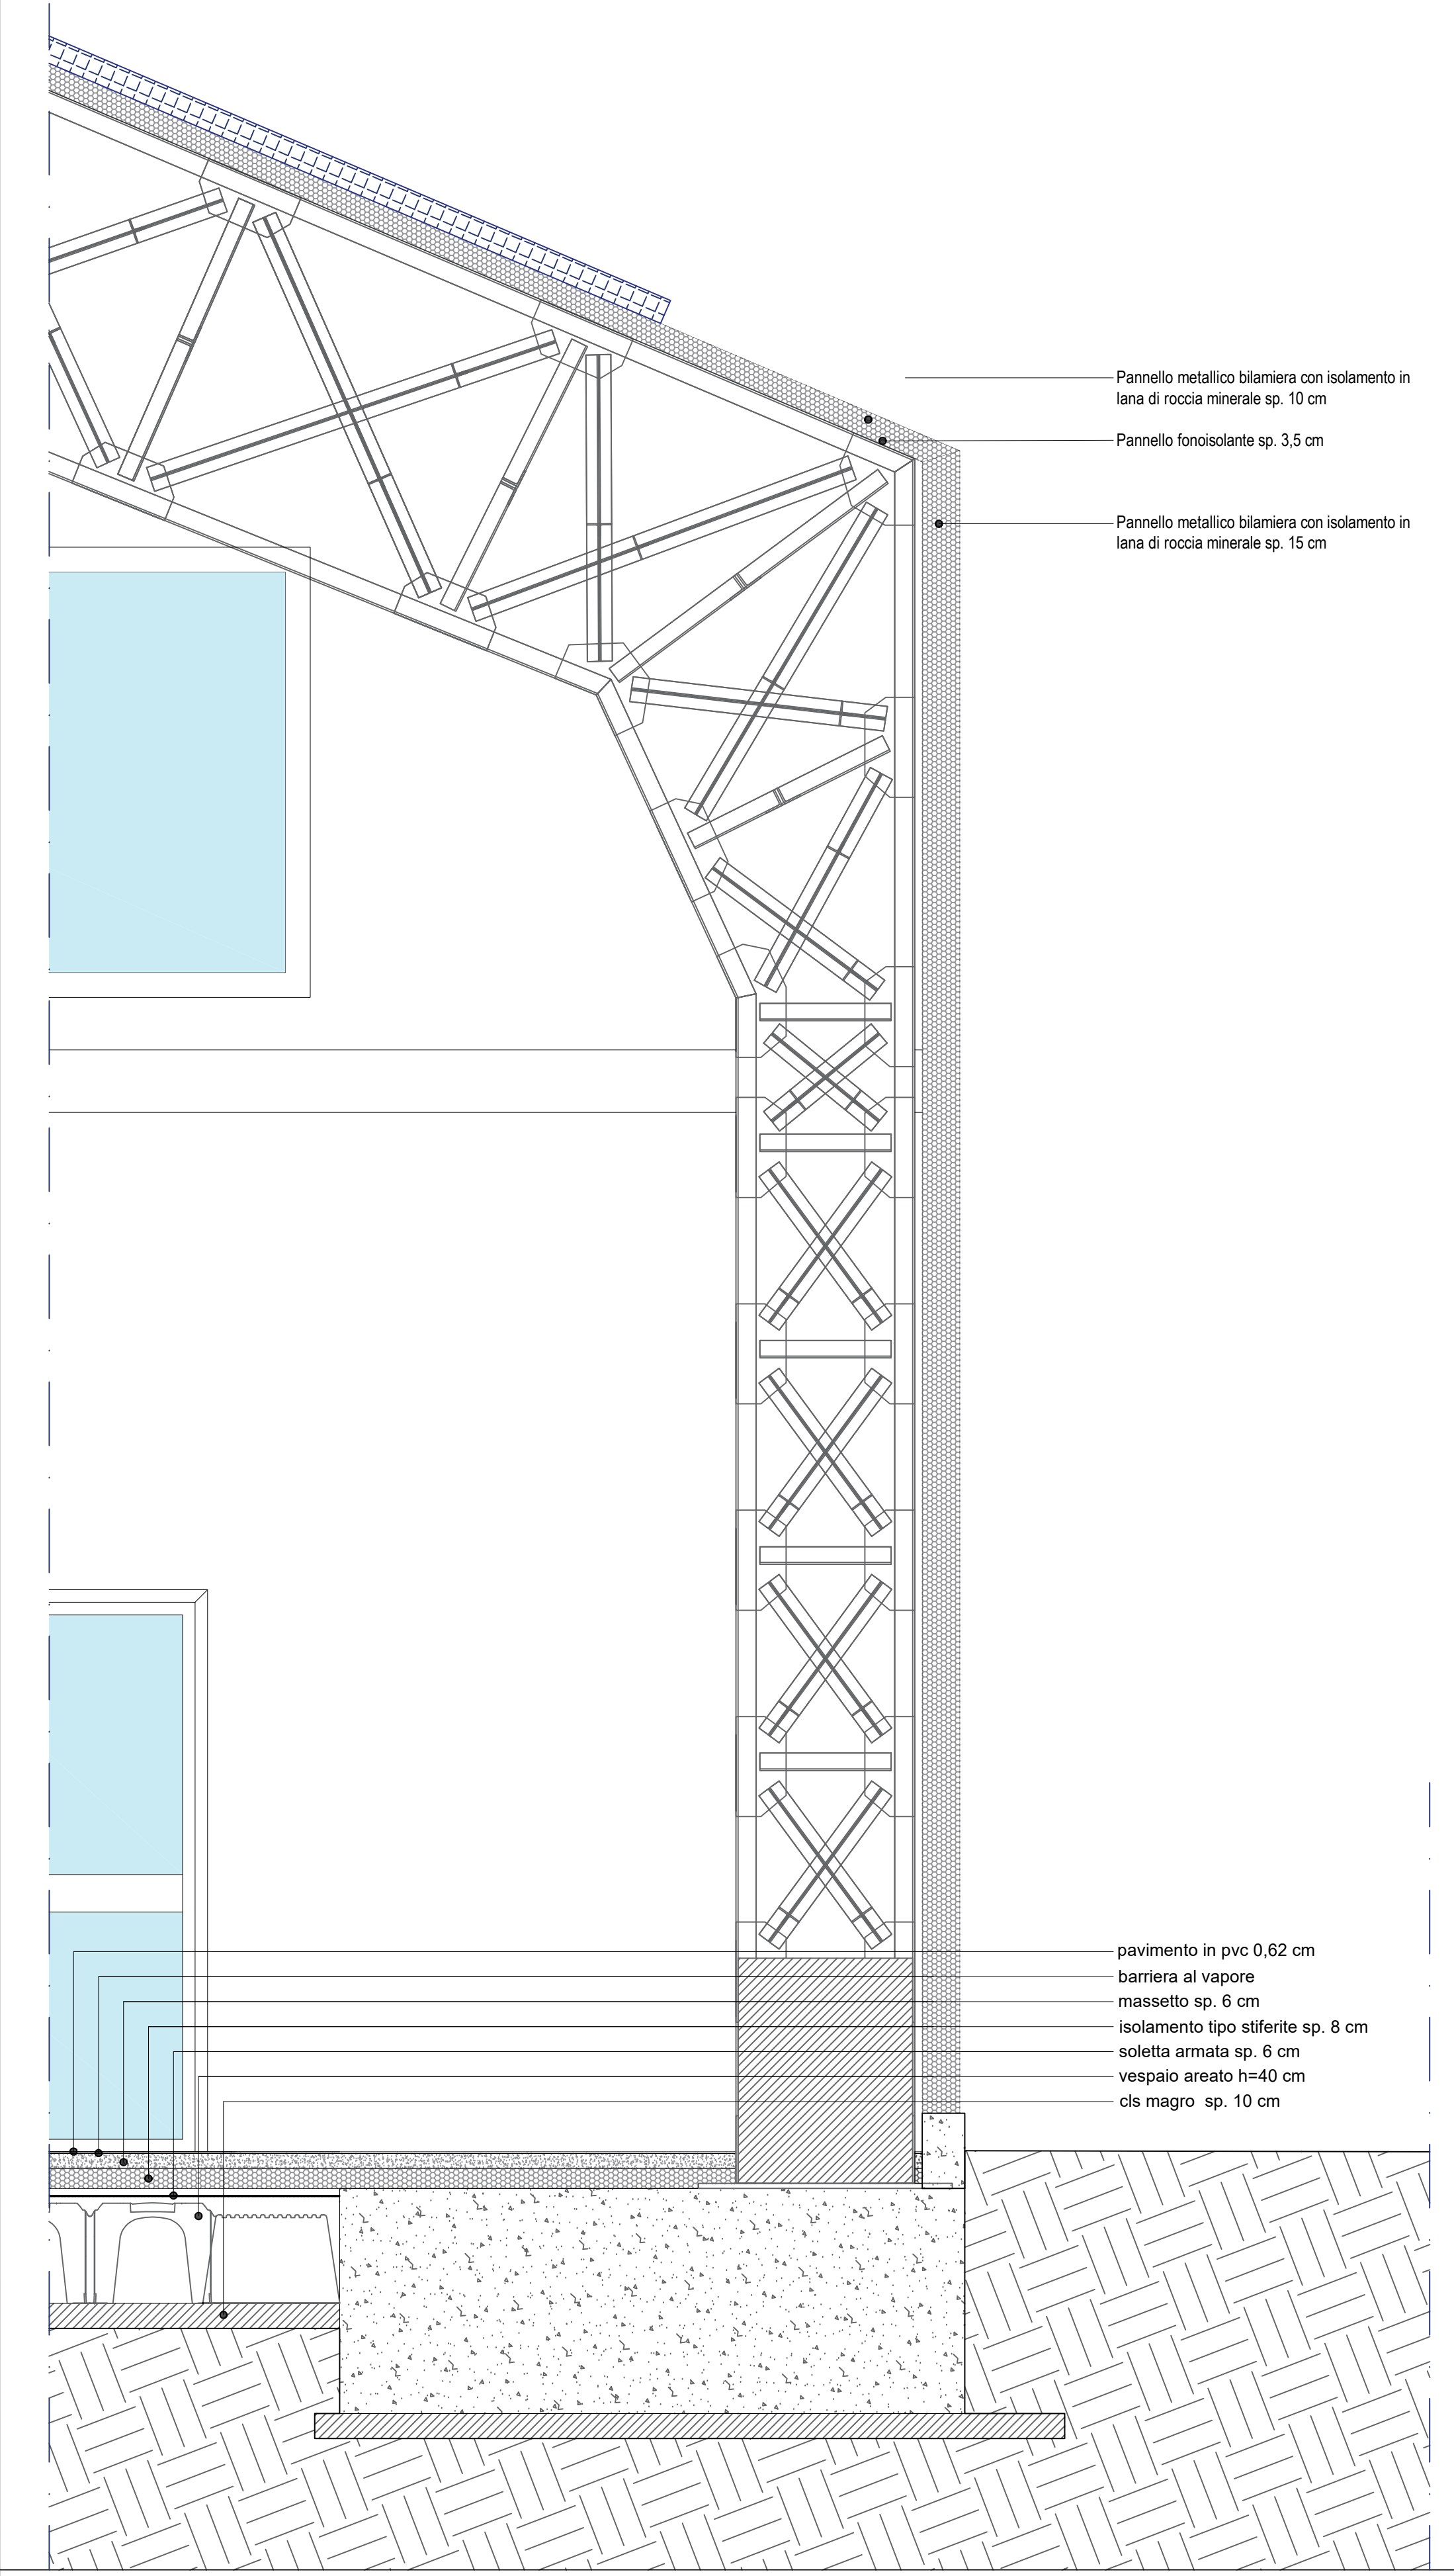 Pannello metallico bilamiera con isolamento in
lana di roccia minerale sp. 10 cm
Pannello fonoisolante sp. 3,5 cm
Pannello metallico bilamiera con isolamento in
lana di roccia minerale sp. 15 cm
pavimento in pvc 0,62 cm
barriera al vapore
massetto sp. 6 cm
isolamento tipo stiferite sp. 8 cm
soletta armata sp. 6 cm
vespaio areato h=40 cm
cls magro  sp. 10 cm